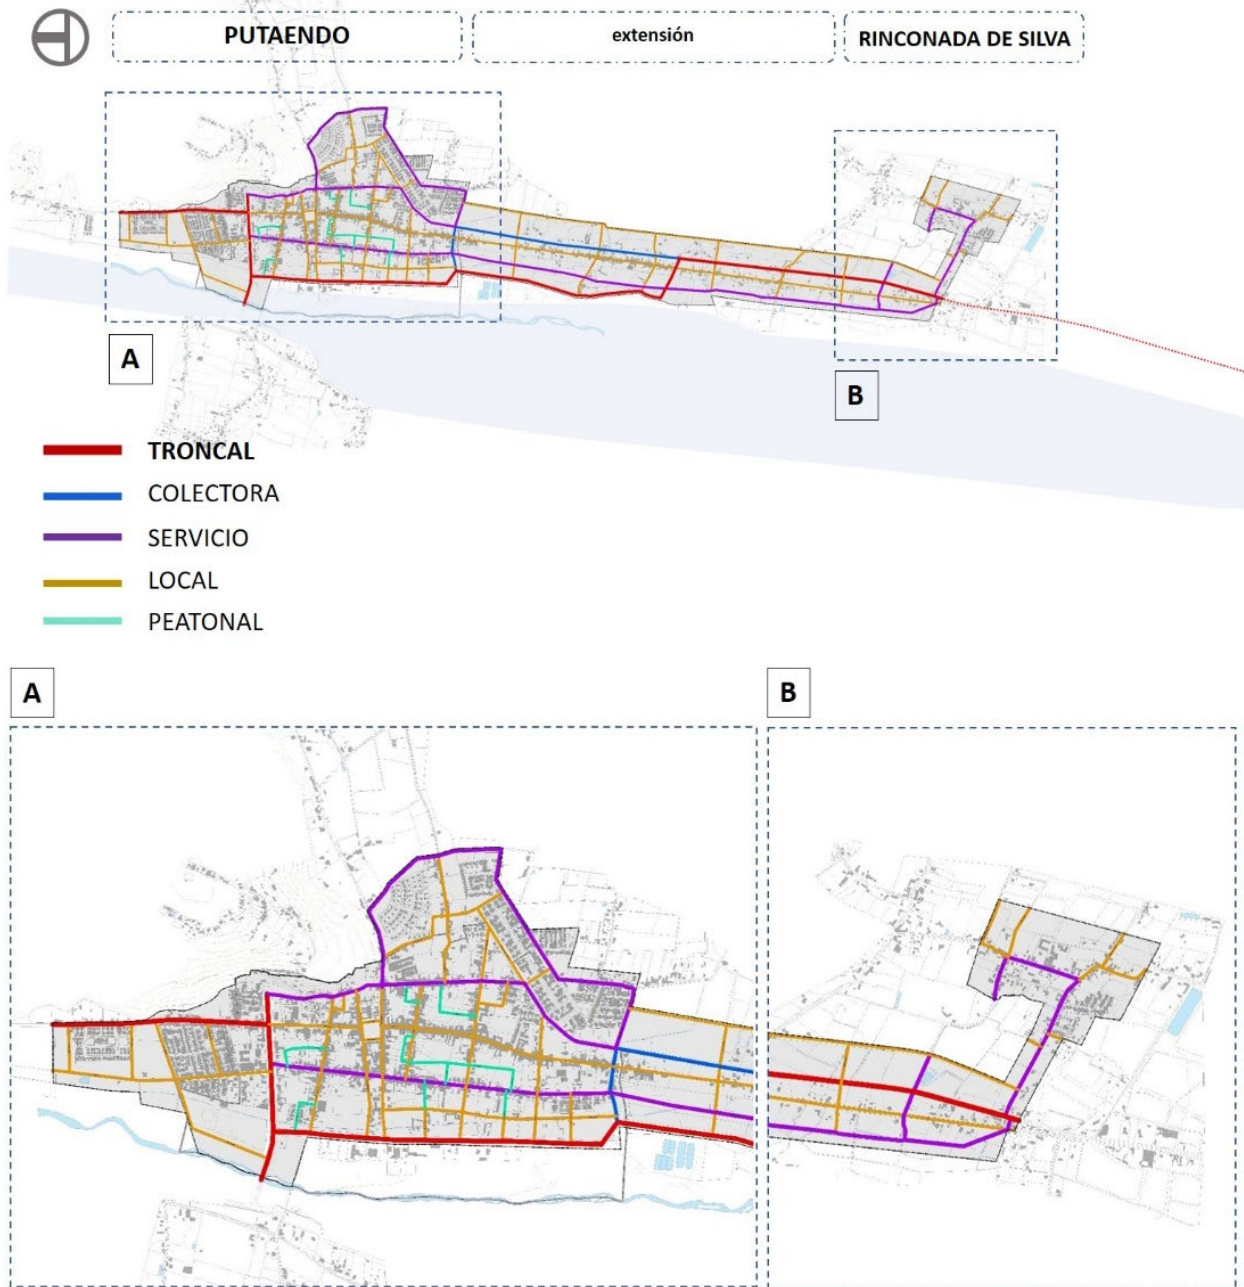 PUTAENDO
extensión
RINCONADA DE SILVA
A
B
TRONCAL
COLECTORA
SERVICIO
LOCAL
PEATONAL
A
B